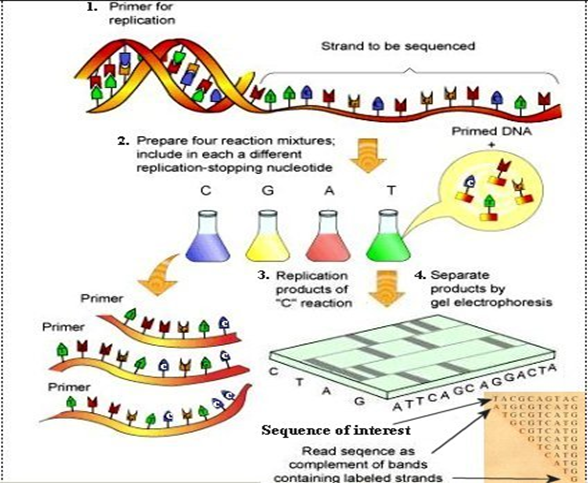 1. Primer for
replication
Strand to be sequenced
2. Prepare four reaction mixtures;
include in each a different
replication-stopping nucleotide
Primed DNA
+
C G A T
3. Replication
products of
"C" reaction
4. Separate
products by
gel electrophoresis
Primer
Primer
Primer
C
T
A
G
ATTCAGCAGGACTA
Sequence of interest
Read seqence as
complement of bands
containing labeled strands
TACGCAGTAC
ATGCGTCATG
TGCGTCATG
GCGTCATG
CGTCATG
GTCATG
TCATG
CATG
ATG
TG
G